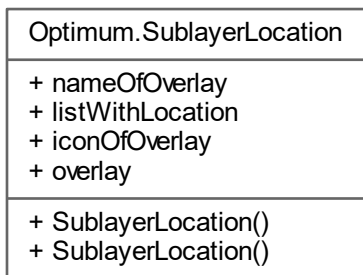 Optimum.SublayerLocation
+ nameOfOverlay
+ listWithLocation
+ iconOfOverlay
+ overlay
+ SublayerLocation()
+ SublayerLocation()